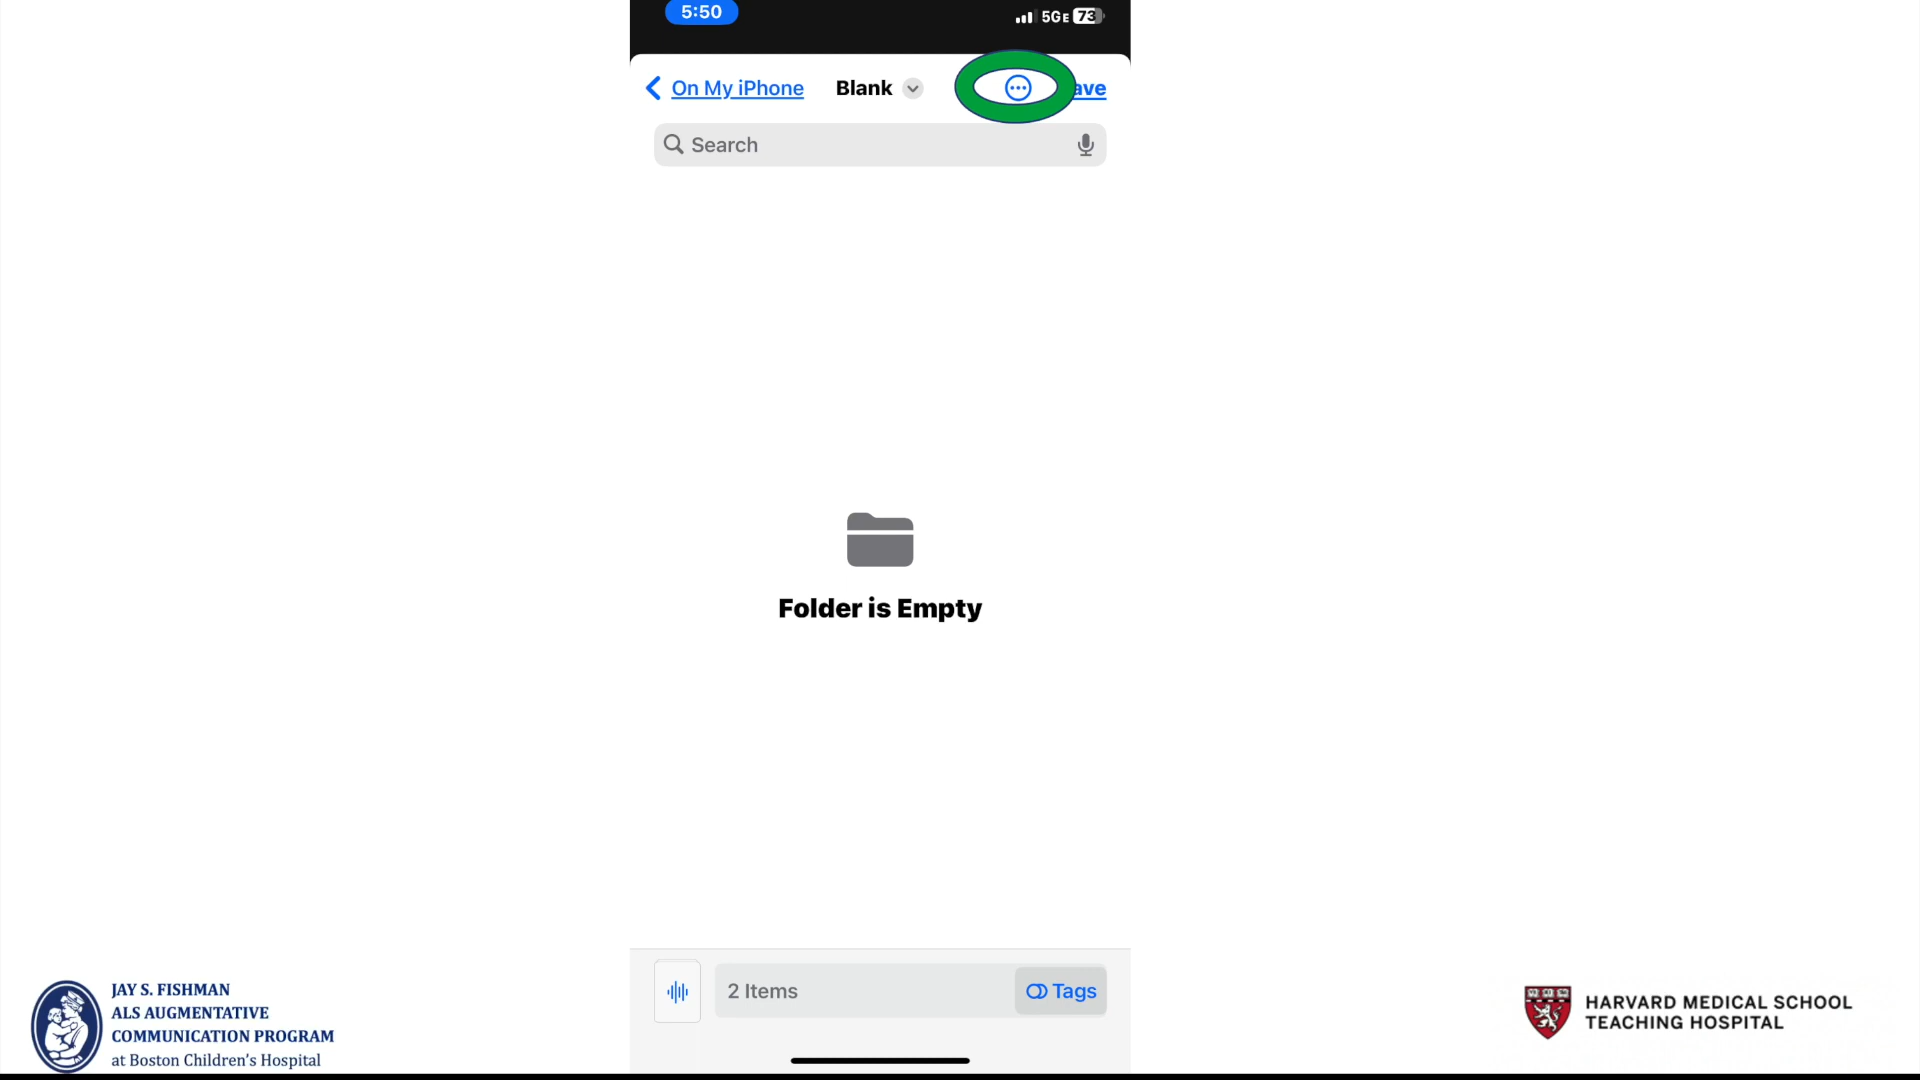 5:50
5GE 73
On My iPhone Blank ave
Search
Folder is Empty
2 Items Tags
JAY S. FISHMAN
ALS AUGMENTATIVE
COMMUNICATION PROGRAM
at Boston Children's Hospital
HARVARD MEDICAL SCHOOL
TEACHING HOSPITAL